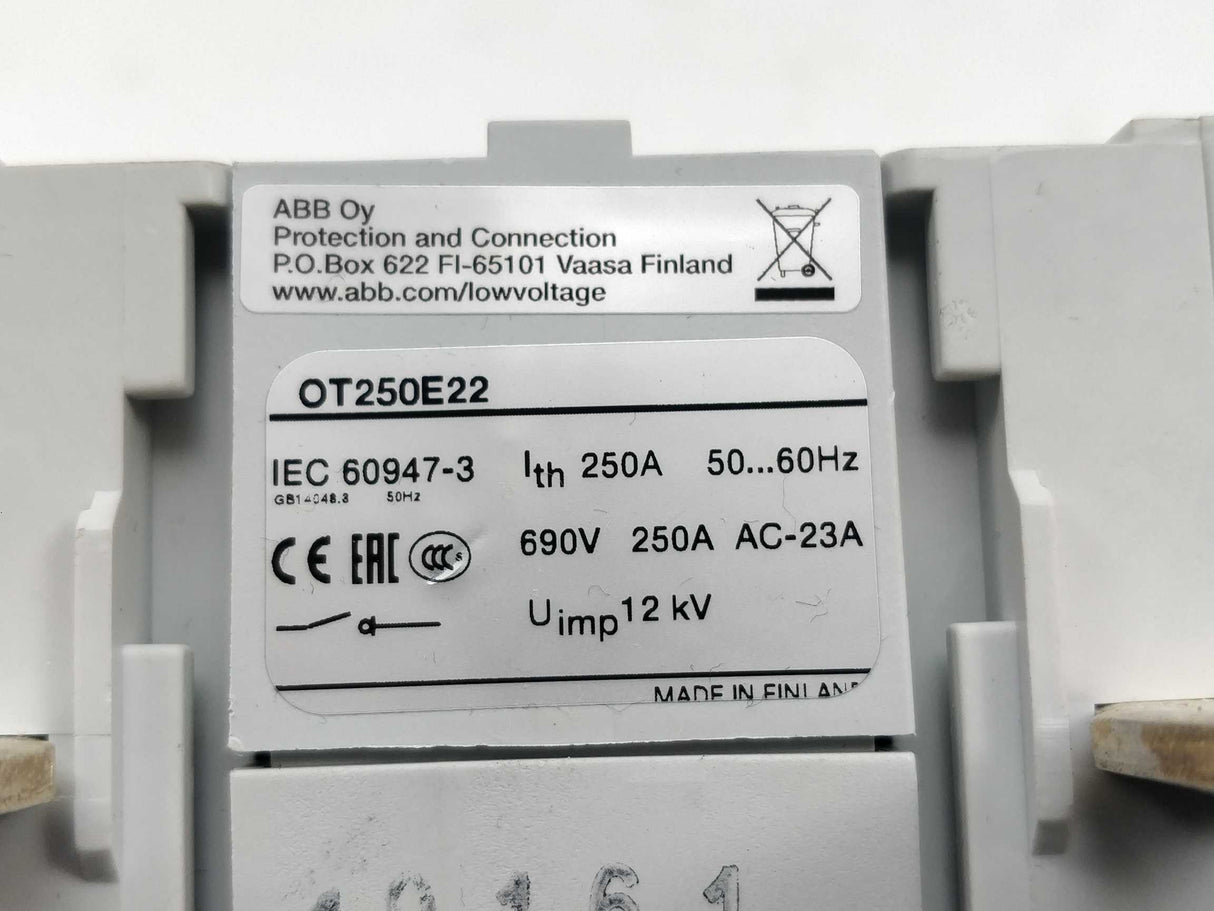 ABB Oy
Protection and Connection
P.O.Box 622 FI-65101 Vaasa Finland
www.abb.com/lowvoltage
OT250E22
IEC 60947-3 Ith 250A 50...60Hz
GB14048.3 50Hz
CE EAC CCC S 690V 250A AC-23A
Uimp 12 kV
MADE IN FINLAND
10161